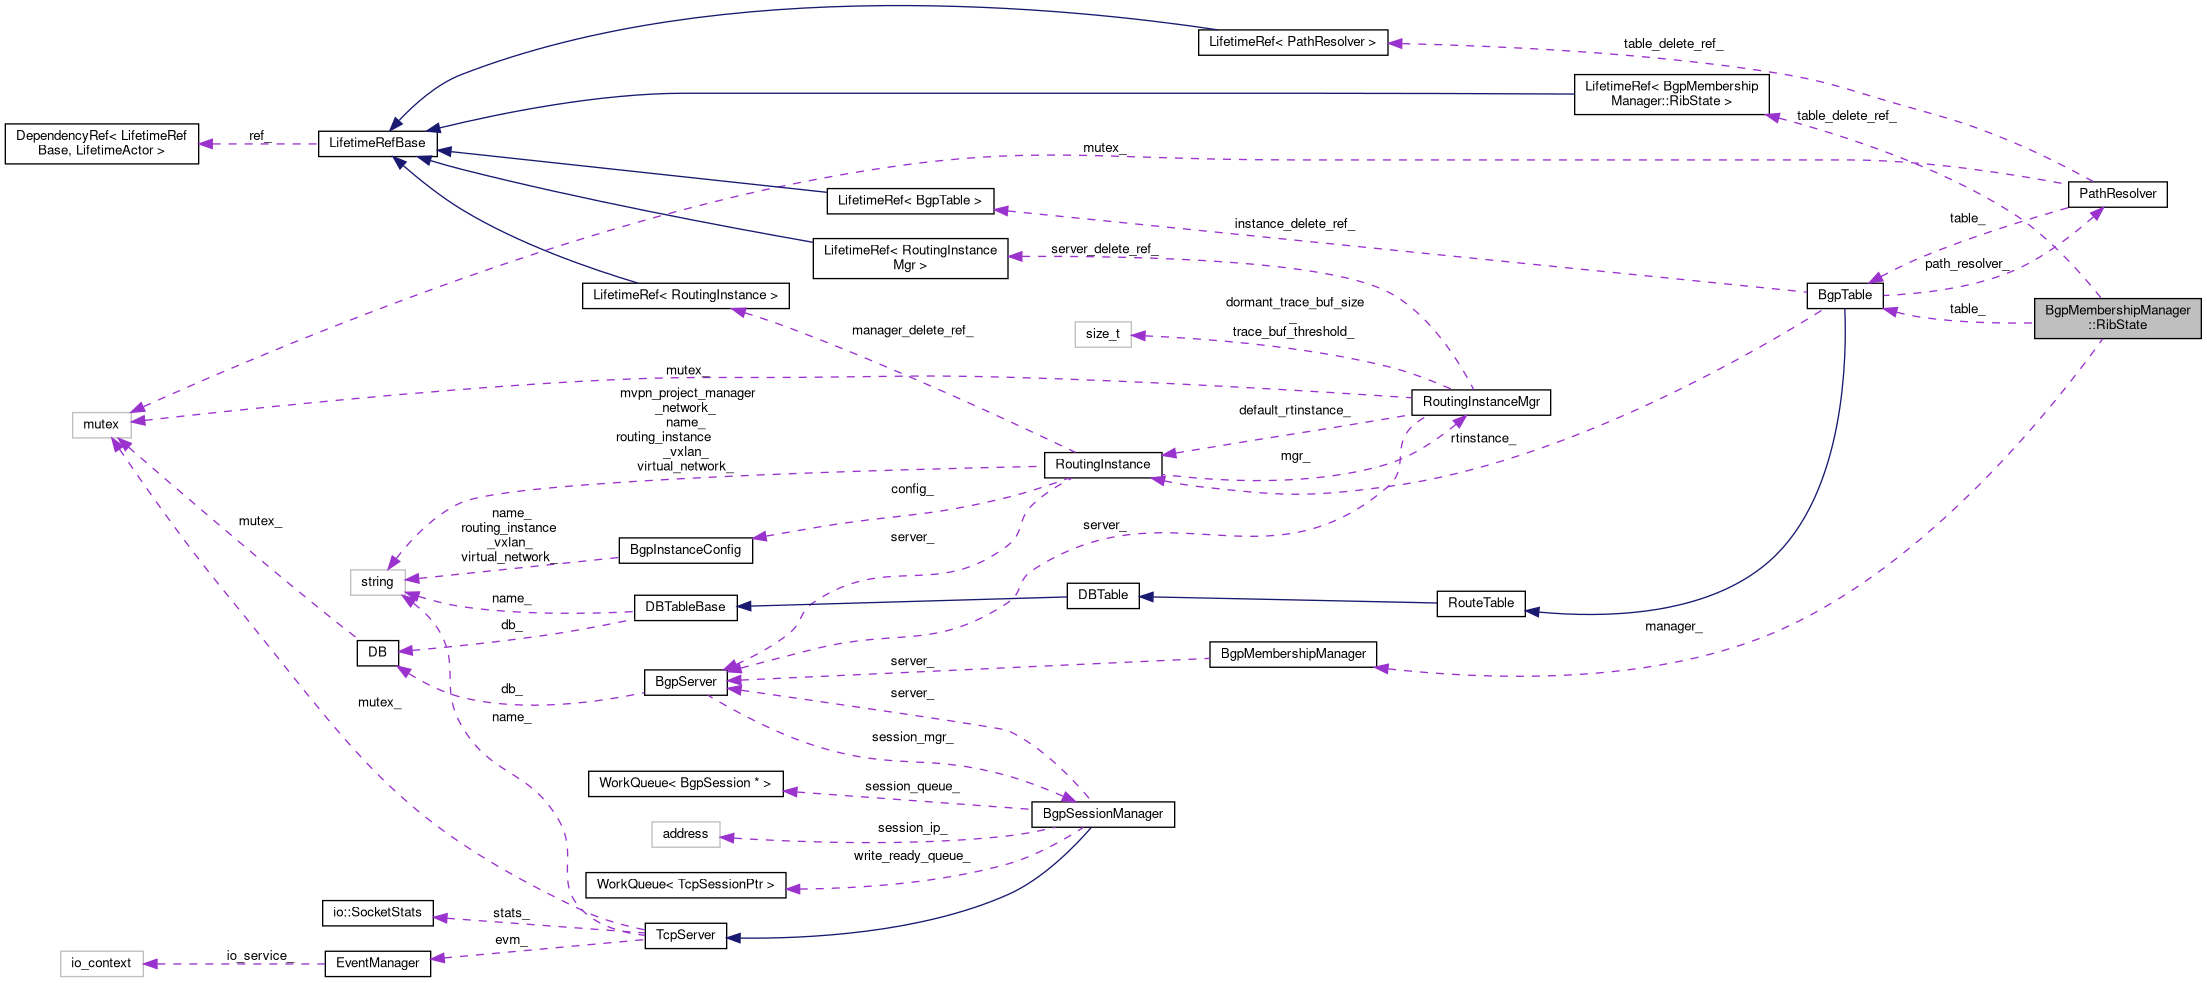 LifetimeRef< PathResolver >
table_delete_ref_
LifetimeRef< BgpMembership
Manager::RibState >
table_delete_ref_
DependencyRef< LifetimeRef
Base, LifetimeActor >
ref_
LifetimeRefBase
mutex_
LifetimeRef< BgpTable >
PathResolver
instance_delete_ref_
table_
LifetimeRef< RoutingInstance
Mgr >
server_delete_ref_
path_resolver_
LifetimeRef< RoutingInstance >
BgpTable
table_
BgpMembershipManager
::RibState
dormant_trace_buf_size
_
trace_buf_threshold_
size_t
manager_delete_ref_
mutex_
mvpn_project_manager
_network_
name_
routing_instance
_vxlan_
virtual_network_
RoutingInstanceMgr
default_rtinstance_
mutex
rtinstance_
mgr_
RoutingInstance
config_
name_
routing_instance
_vxlan_
virtual_network_
mutex_
server_
server_
BgpInstanceConfig
string
name_
DBTableBase
DBTable
RouteTable
db_
manager_
DB
BgpMembershipManager
server_
BgpServer
db_
server_
mutex_
name_
session_mgr_
WorkQueue< BgpSession * >
session_queue_
BgpSessionManager
address
session_ip_
write_ready_queue_
WorkQueue< TcpSessionPtr >
io::SocketStats
stats_
TcpServer
evm_
io_context
io_service_
EventManager